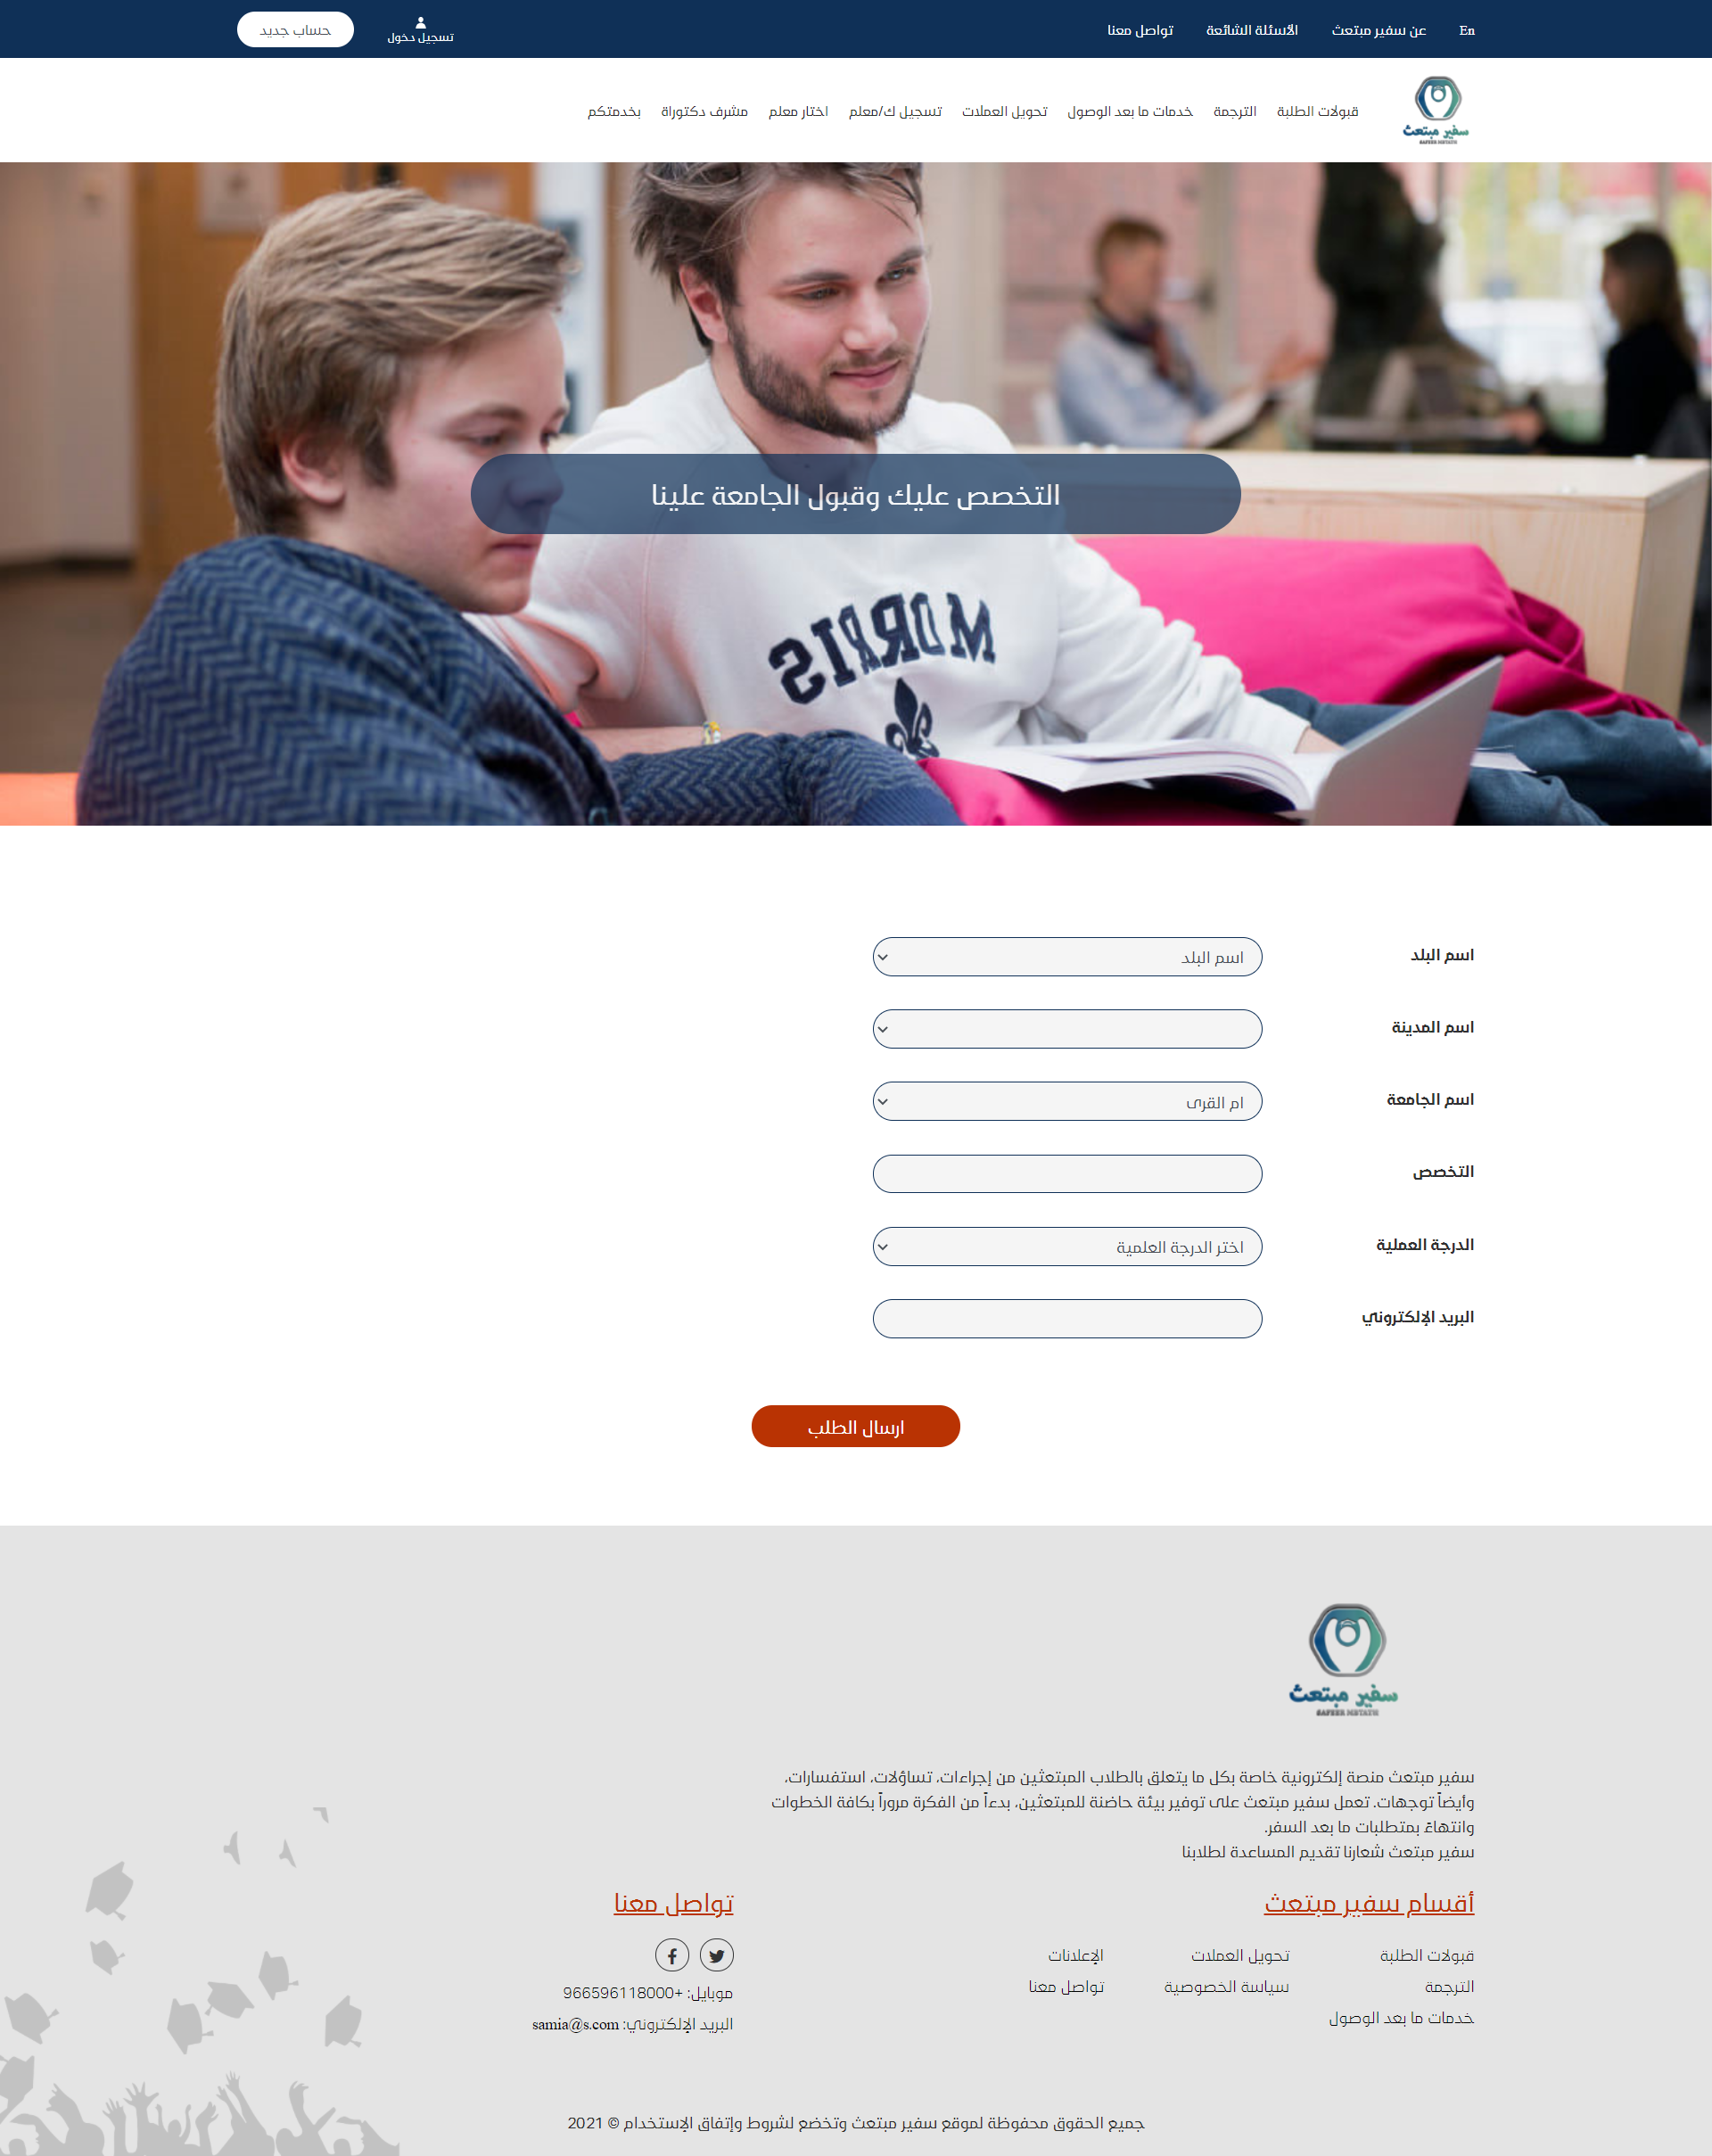 En
عن سفير مبتعث
الأسئلة الشائعة
تواصل معنا
تسجيل دخول
حساب جديد
سفير مبتعث
SAFEER MBTATH
قبولات الطلبة
الترجمة
خدمات ما بعد الوصول
تحويل العملات
تسجيل ك/معلم
اختار معلم
مشرف دكتوراة
بخدمتكم
التخصص عليك وقبول الجامعة علينا
MORRIS
اسم البلد
اسم البلد
اسم المدينة
اسم الجامعة
ام القرى
التخصص
الدرجة العملية
اختر الدرجة العلمية
البريد الإلكتروني
ارسال الطلب
سفير مبتعث
SAFEER MBTATH
سفير مبتعث منصة إلكترونية خاصة بكل ما يتعلق بالطلاب المبتعثين من إجراءات، تساؤلات، استفسارات،
وأيضاً توجهات. تعمل سفير مبتعث على توفير بيئة حاضنة للمبتعثين، بدءاً من الفكرة مروراً بكافة الخطوات
وانتهاءً بمتطلبات ما بعد السفر.
سفير مبتعث شعارنا تقديم المساعدة لطلابنا
أقسام سفير مبتعث
قبولات الطلبة
تحويل العملات
الإعلانات
الترجمة
سياسة الخصوصية
تواصل معنا
خدمات ما بعد الوصول
تواصل معنا
موبايل: +966596118000
البريد الإلكتروني: samia@s.com
جميع الحقوق محفوظة لموقع سفير مبتعث وتخضع لشروط وإتفاق الإستخدام © 2021